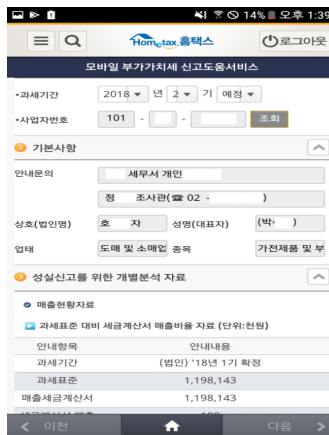 14% 오후 1:39
Hometax.홈택스
로그아웃
모바일 부가가치세 신고도움서비스
•과세기간 2018 년 2 기 예정
•사업자번호 101 - - 조회
기본사항
안내문의 세무서 개인
정 조사관(☎ 02 - )
상호(법인명) 호 자 성명(대표자) (박 )
업태 도매 및 소매업 종목 가전제품 및 부
성실신고를 위한 개별분석 자료
매출현황자료
과세표준 대비 세금계산서 매출비율 자료 (단위:천원)
안내항목 안내내용
과세기간 (법인) '18년 1기 확정
과세표준 1,198,143
매출세금계산서 1,198,143
이전 다음